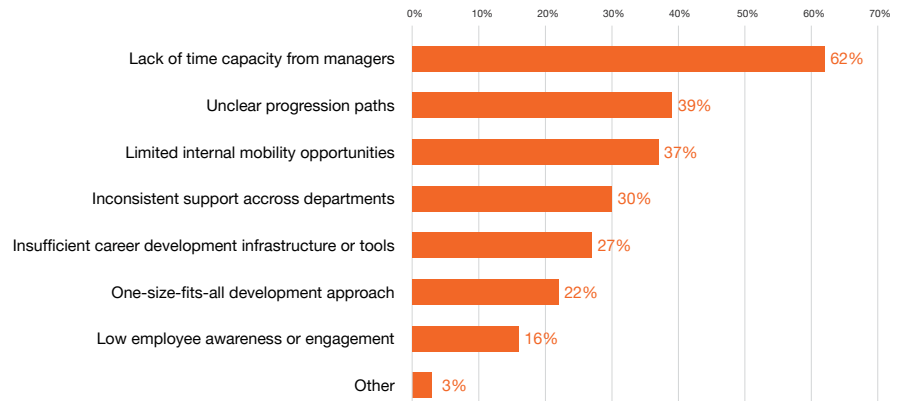 0% 10% 20% 30% 40% 50% 60% 70%
Lack of time capacity from managers 62%
Unclear progression paths 39%
Limited internal mobility opportunities 37%
Inconsistent support accross departments 30%
Insufficient career development infrastructure or tools 27%
One-size-fits-all development approach 22%
Low employee awareness or engagement 16%
Other 3%